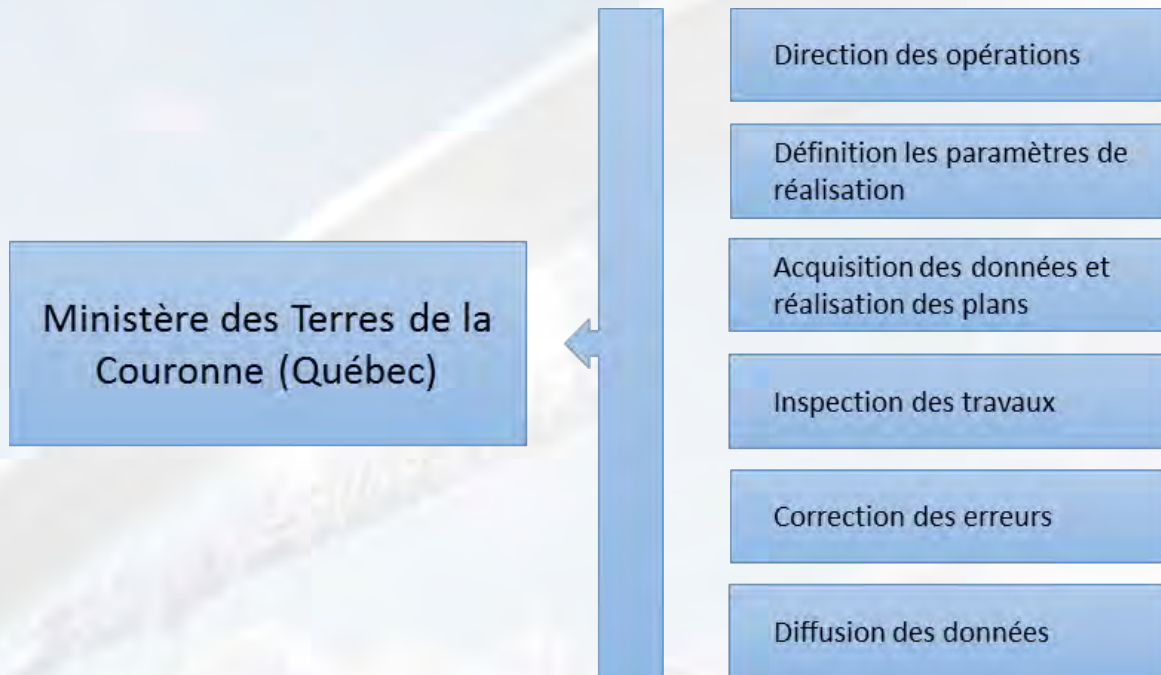 Direction des opérations
Définition les paramètres de
réalisation
Acquisition des données et
réalisation des plans
Ministère des Terres de la
Couronne (Québec)
Inspection des travaux
Correction des erreurs
Diffusion des données